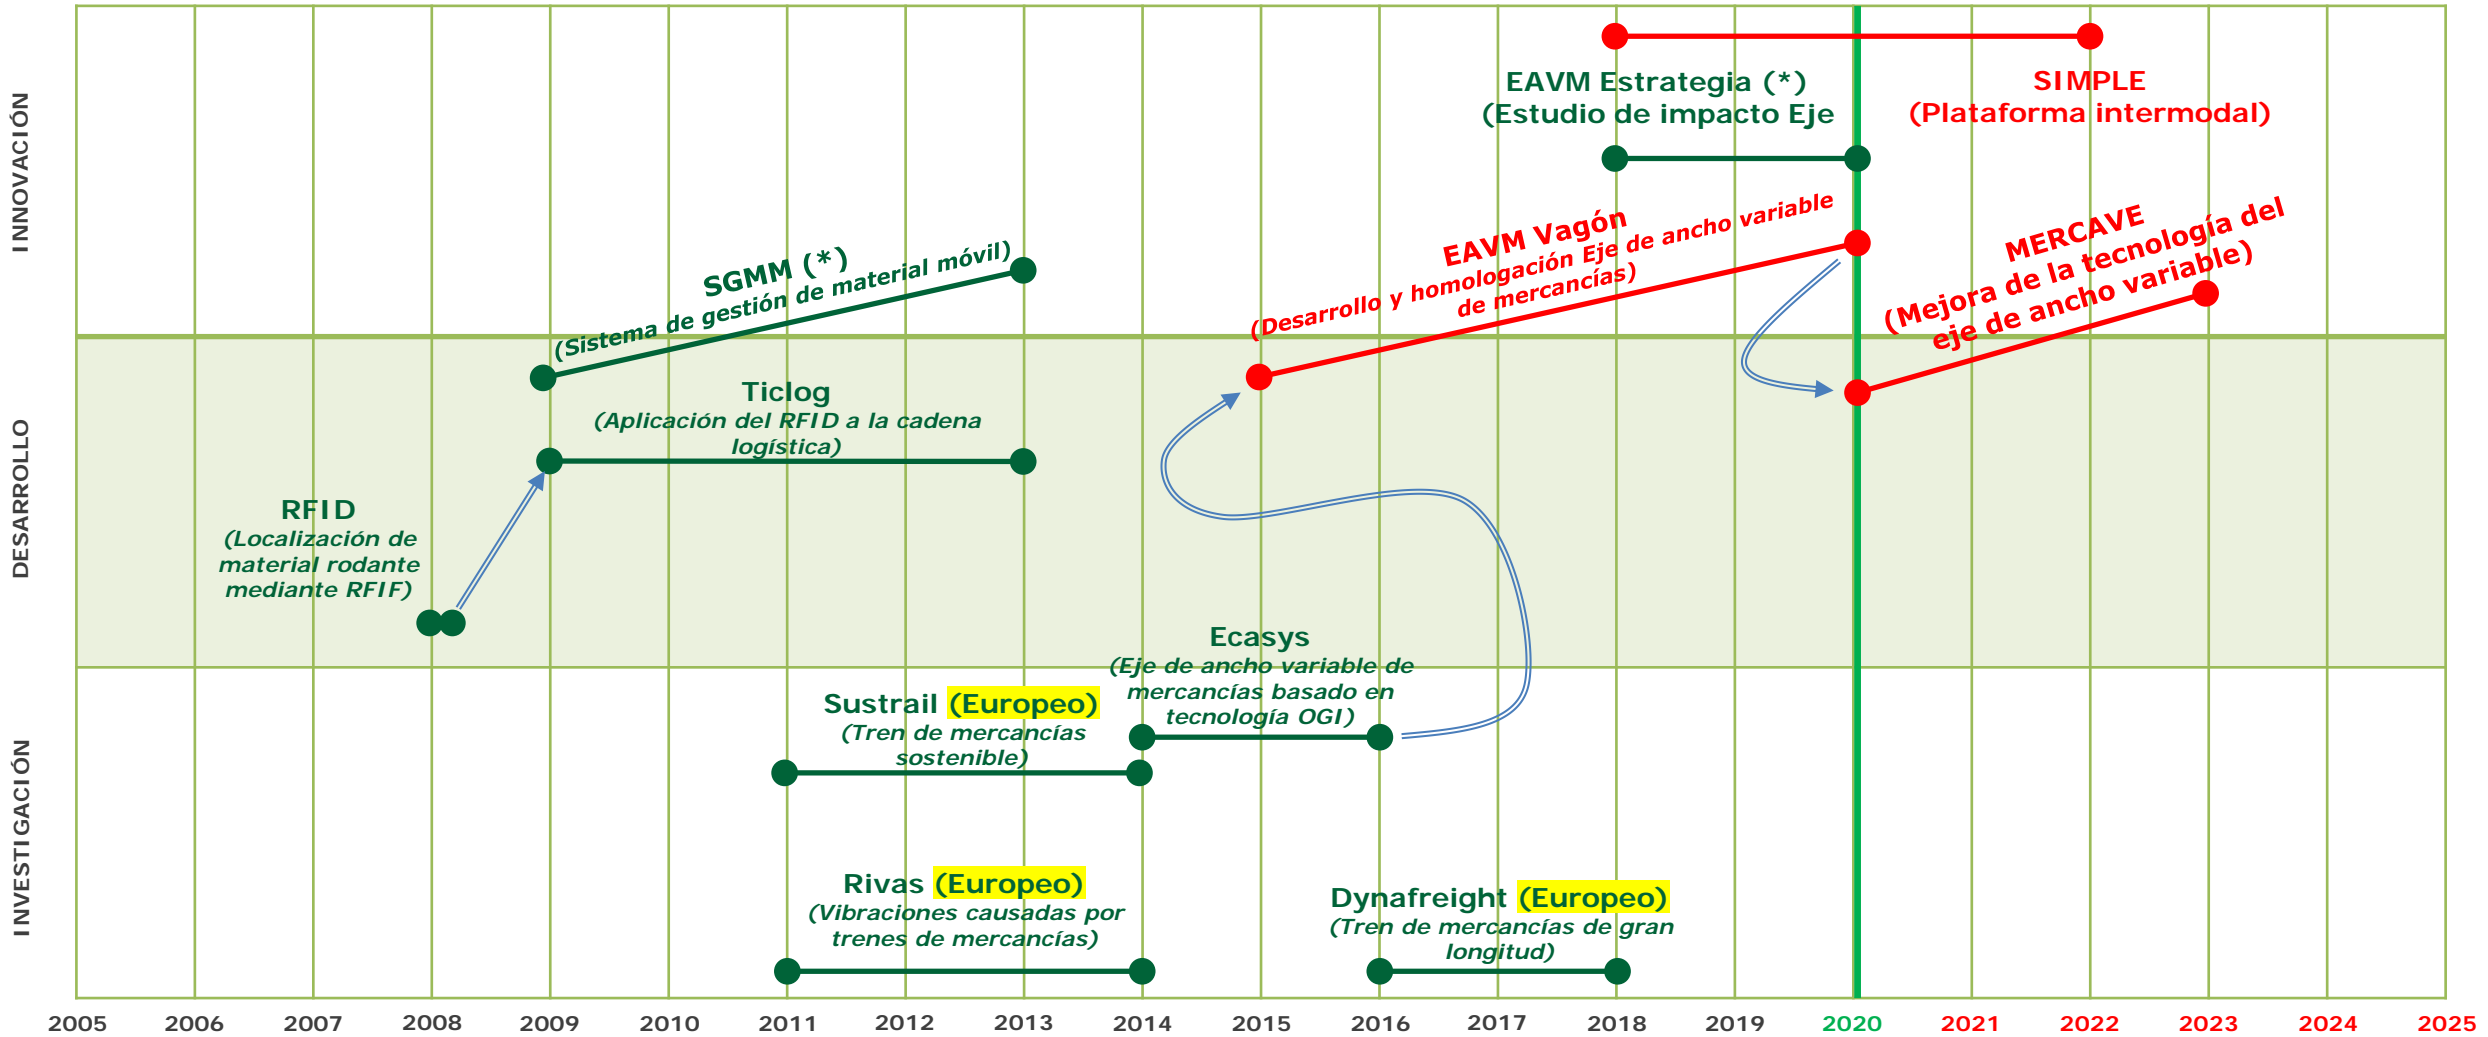 INNOVACIÓN
EAVM Estrategia (*)
(Estudio de impacto Eje
SIMPLE
(Plataforma intermodal)
SGMM (*)
(Sistema de gestión de material móvil)
EAVM Vagón
(Desarrollo y homologación Eje de ancho variable
de mercancías)
MERCAVE
(Mejora de la tecnología del
eje de ancho variable)
DESARROLLO
Ticlog
(Aplicación del RFID a la cadena
logística)
RFID
(Localización de
material rodante
mediante RFIF)
INVESTIGACIÓN
Ecasys
(Eje de ancho variable de
mercancías basado en
tecnología OGI)
Sustrail (Europeo)
(Tren de mercancías
sostenible)
Rivas (Europeo)
(Vibraciones causadas por
trenes de mercancías)
Dynafreight (Europeo)
(Tren de mercancías de gran
longitud)
2005 2006 2007 2008 2009 2010 2011 2012 2013 2014 2015 2016 2017 2018 2019 2020 2021 2022 2023 2024 2025